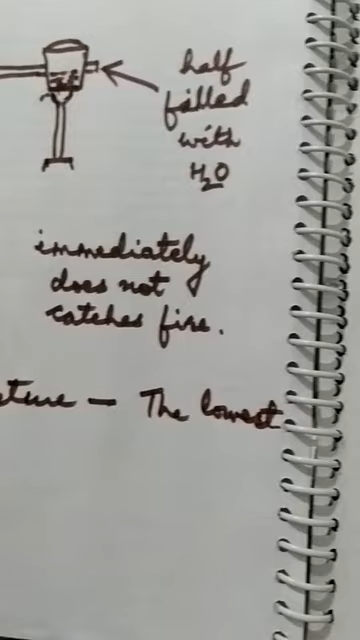 half
filled
with
H2O
immediately
does not
catches fire.
ture — The lowest